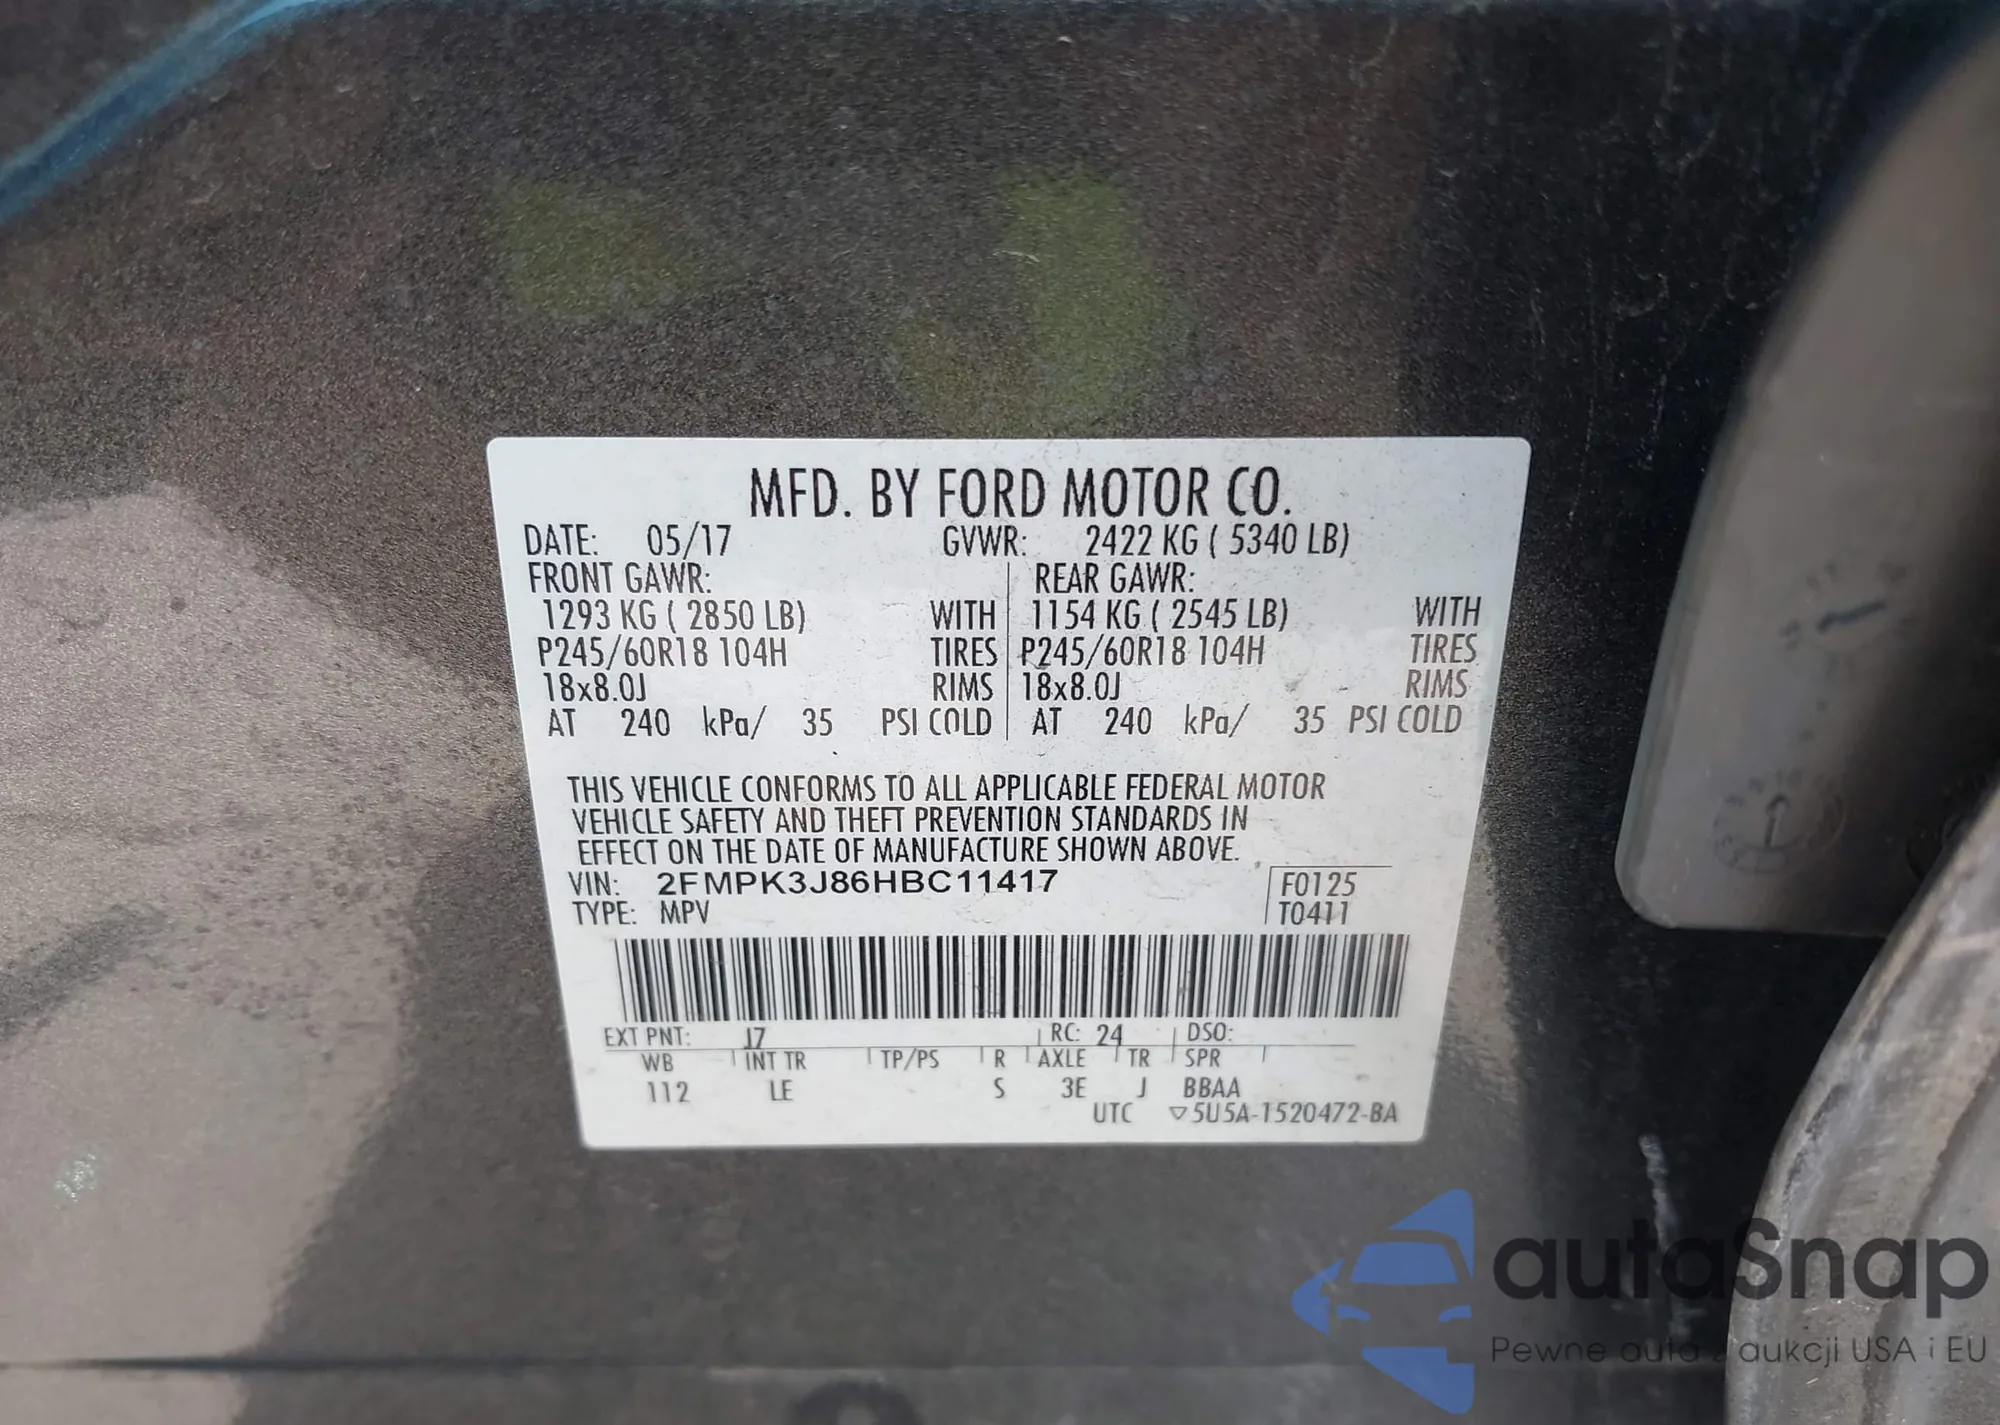 MFD. BY FORD MOTOR CO.
DATE: 05/17 GVWR: 2422 KG ( 5340 LB)
FRONT GAWR: REAR GAWR:
1293 KG ( 2850 LB) WITH 1154 KG ( 2545 LB) WITH
P245/60R18 104H TIRES P245/60R18 104H TIRES
18x8.0J RIMS 18x8.0J RIMS
AT 240 kPa/ 35 PSI COLD AT 240 kPa/ 35 PSI COLD
THIS VEHICLE CONFORMS TO ALL APPLICABLE FEDERAL MOTOR
VEHICLE SAFETY AND THEFT PREVENTION STANDARDS IN
EFFECT ON THE DATE OF MANUFACTURE SHOWN ABOVE.
VIN: 2FMPK3J86HBC11417 F0125
TYPE: MPV T0411
EXT PNT: J7 RC: 24 DSO:
WB INT TR TP/PS R AXLE TR SPR
112 LE S 3E J BBAA
UTC ▽5U5A-1520472-BA
autaSnap
Pewne auta z aukcji USA i EU